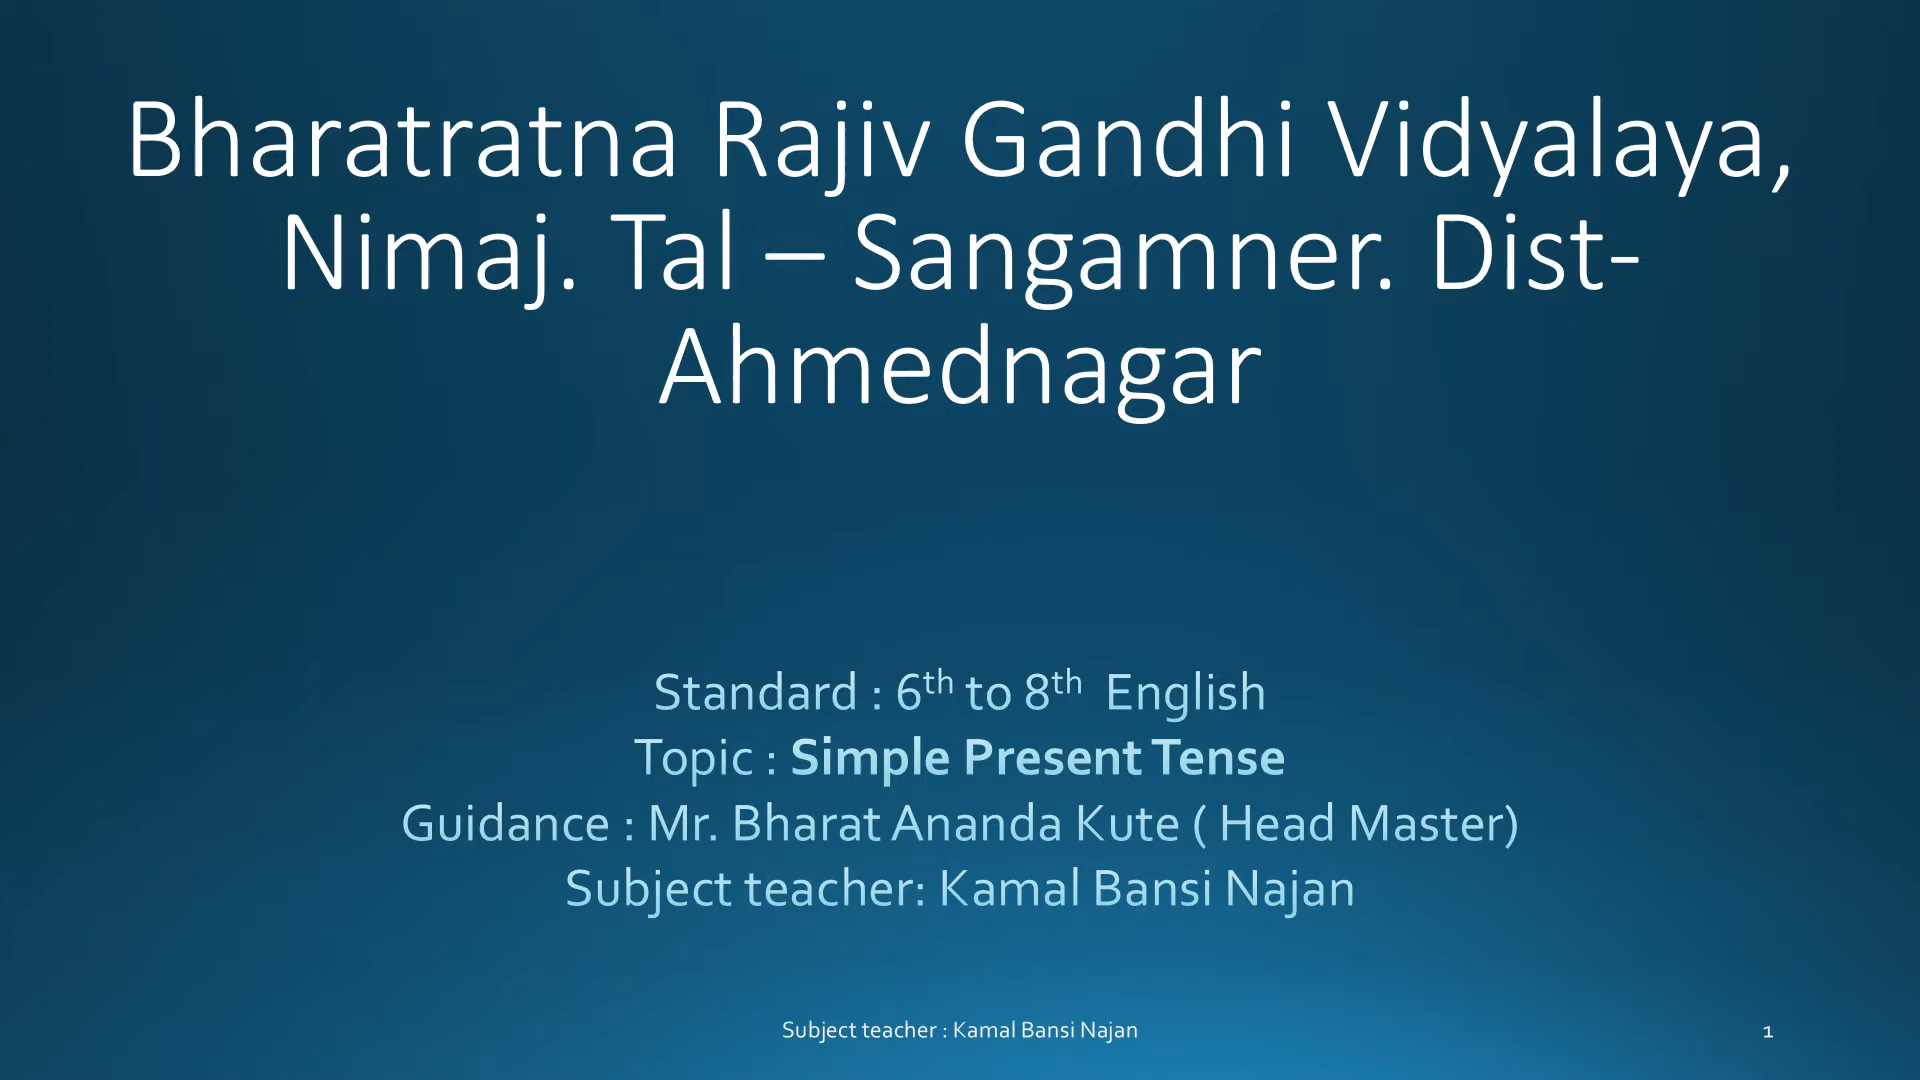 Bharatratna Rajiv Gandhi Vidyalaya,
Nimaj. Tal – Sangamner. Dist-
Ahmednagar
Standard : 6th to 8th  English
Topic : Simple Present Tense
Guidance : Mr. Bharat Ananda Kute ( Head Master)
Subject teacher: Kamal Bansi Najan
Subject teacher : Kamal Bansi Najan
1